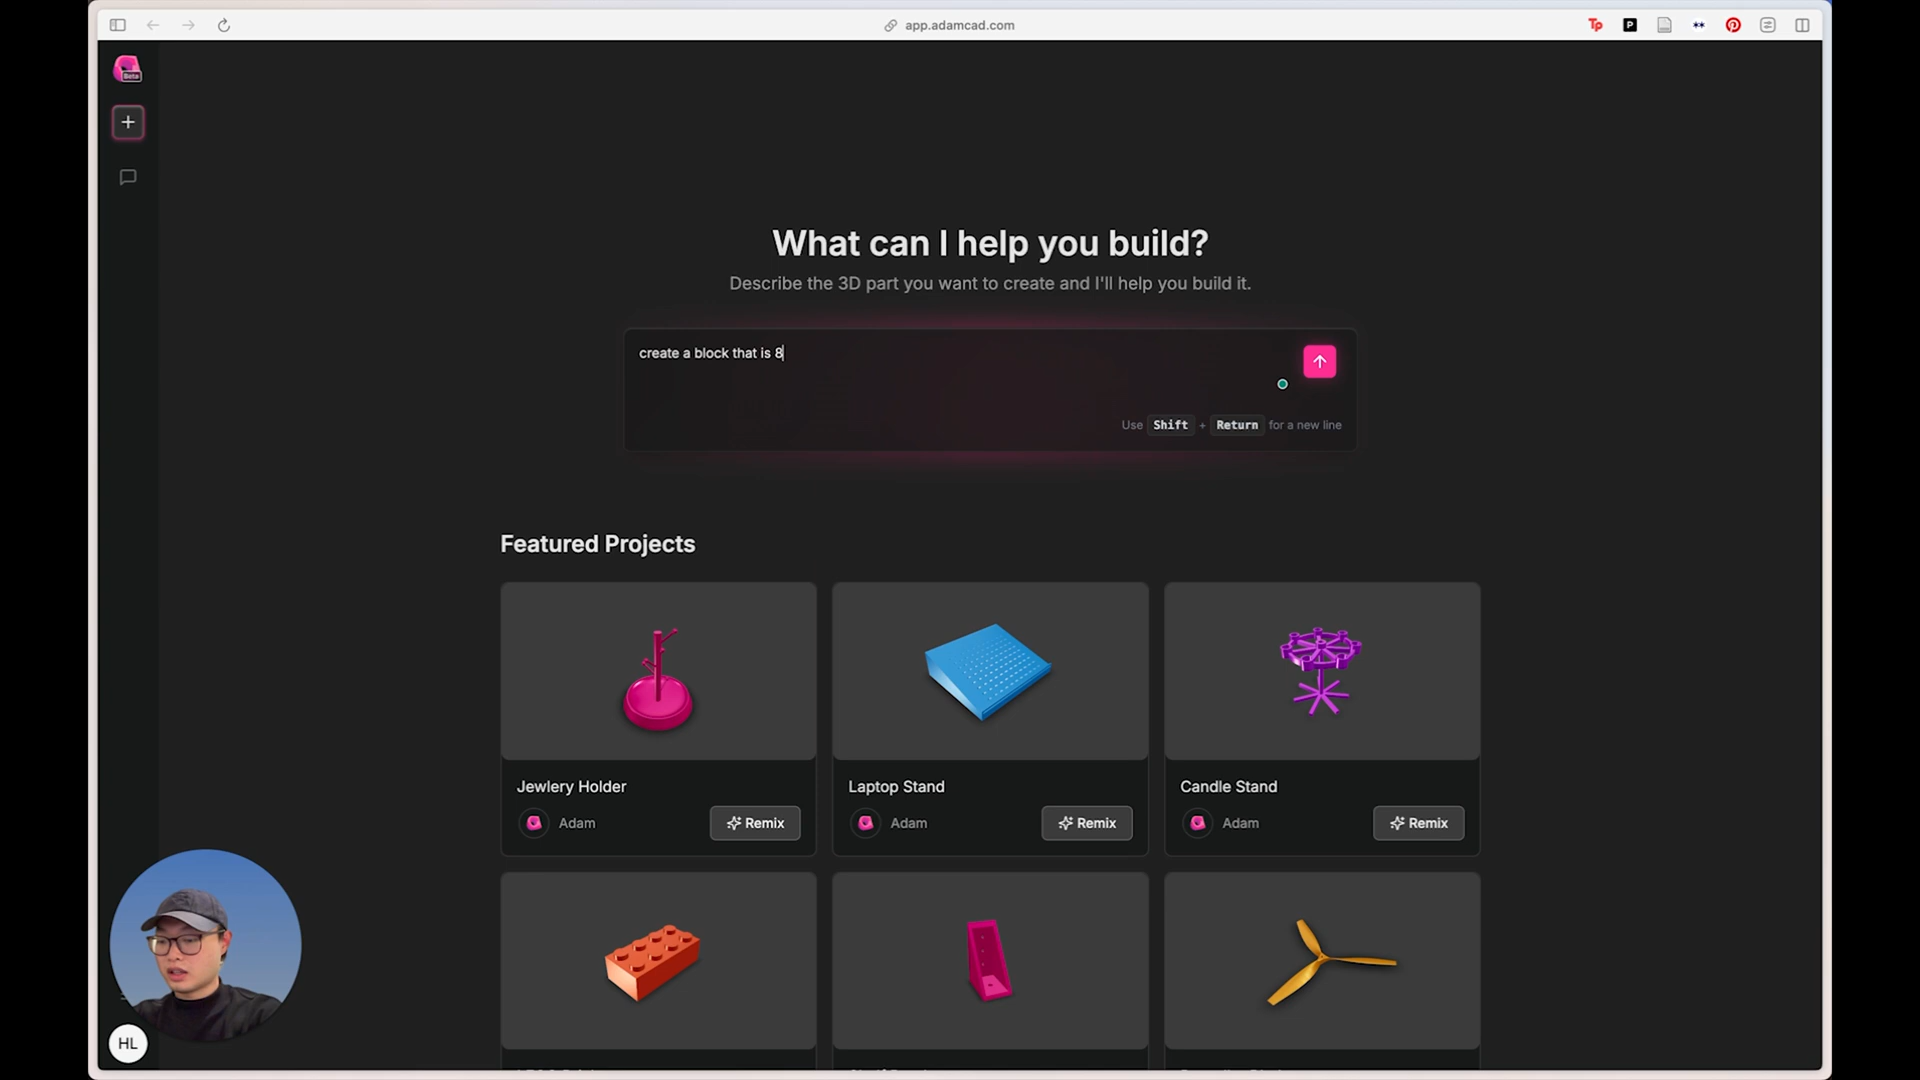 app.adamcad.com
Tp
P
Beta
What can I help you build?
Describe the 3D part you want to create and I'll help you build it.
create a block that is 8
Use Shift + Return for a new line
Featured Projects
Jewlery Holder
Adam
Remix
Laptop Stand
Adam
Remix
Candle Stand
Adam
Remix
HL